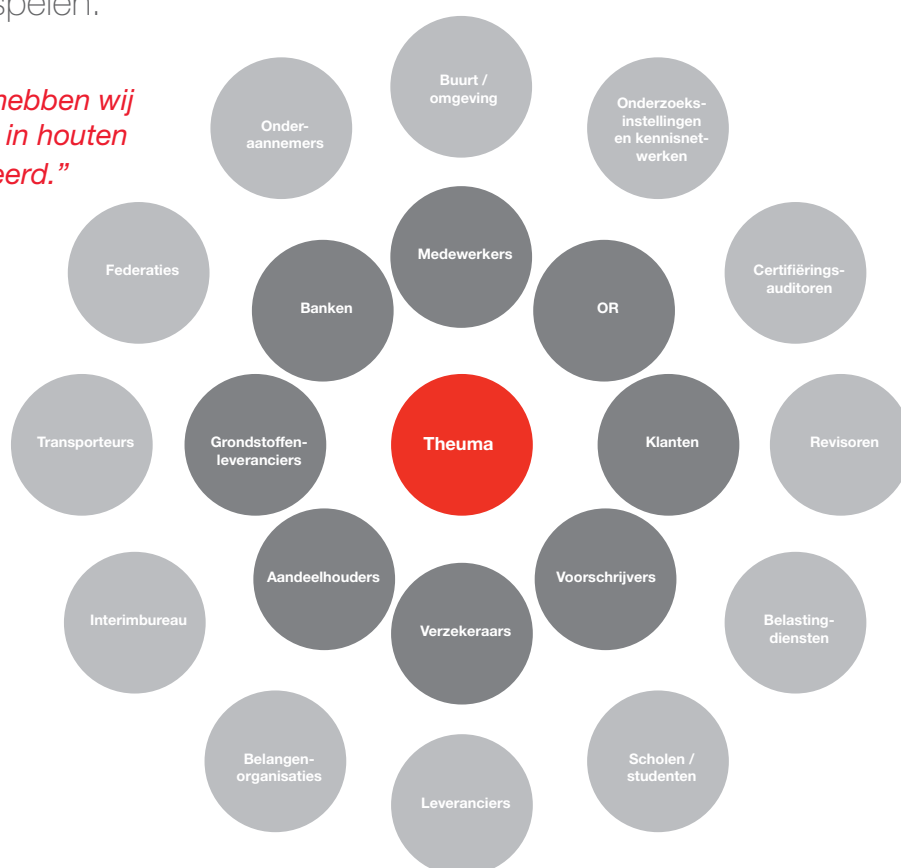 spelen.
hebben wij
in houten
eerd.”
Buurt /
omgeving
Onder-
aannemers
Onderzoeks-
instellingen
en kennisnet-
werken
Federaties
Medewerkers
Certifiërings-
auditoren
Banken
OR
Transporteurs
Grondstoffen-
leveranciers
Theuma
Klanten
Revisoren
Aandeelhouders
Voorschrijvers
Interimbureau
Verzekeraars
Belasting-
diensten
Belangen-
organisaties
Leveranciers
Scholen /
studenten